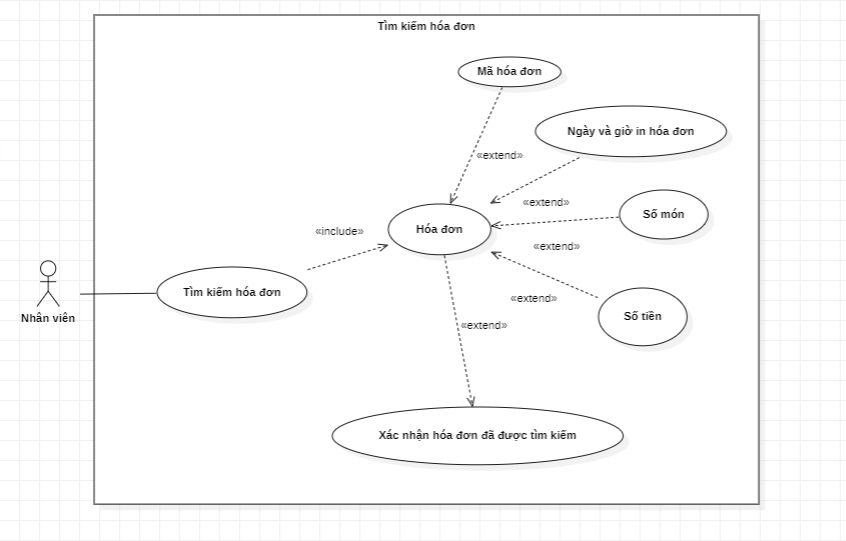 Tìm kiếm hóa đơn
Mã hóa đơn
Ngày và giờ in hóa đơn
«extend»
«extend»
Số món
«include»
Hóa đơn
«extend»
Nhân viên
Tìm kiếm hóa đơn
«extend»
Số tiền
«extend»
Xác nhận hóa đơn đã được tìm kiếm